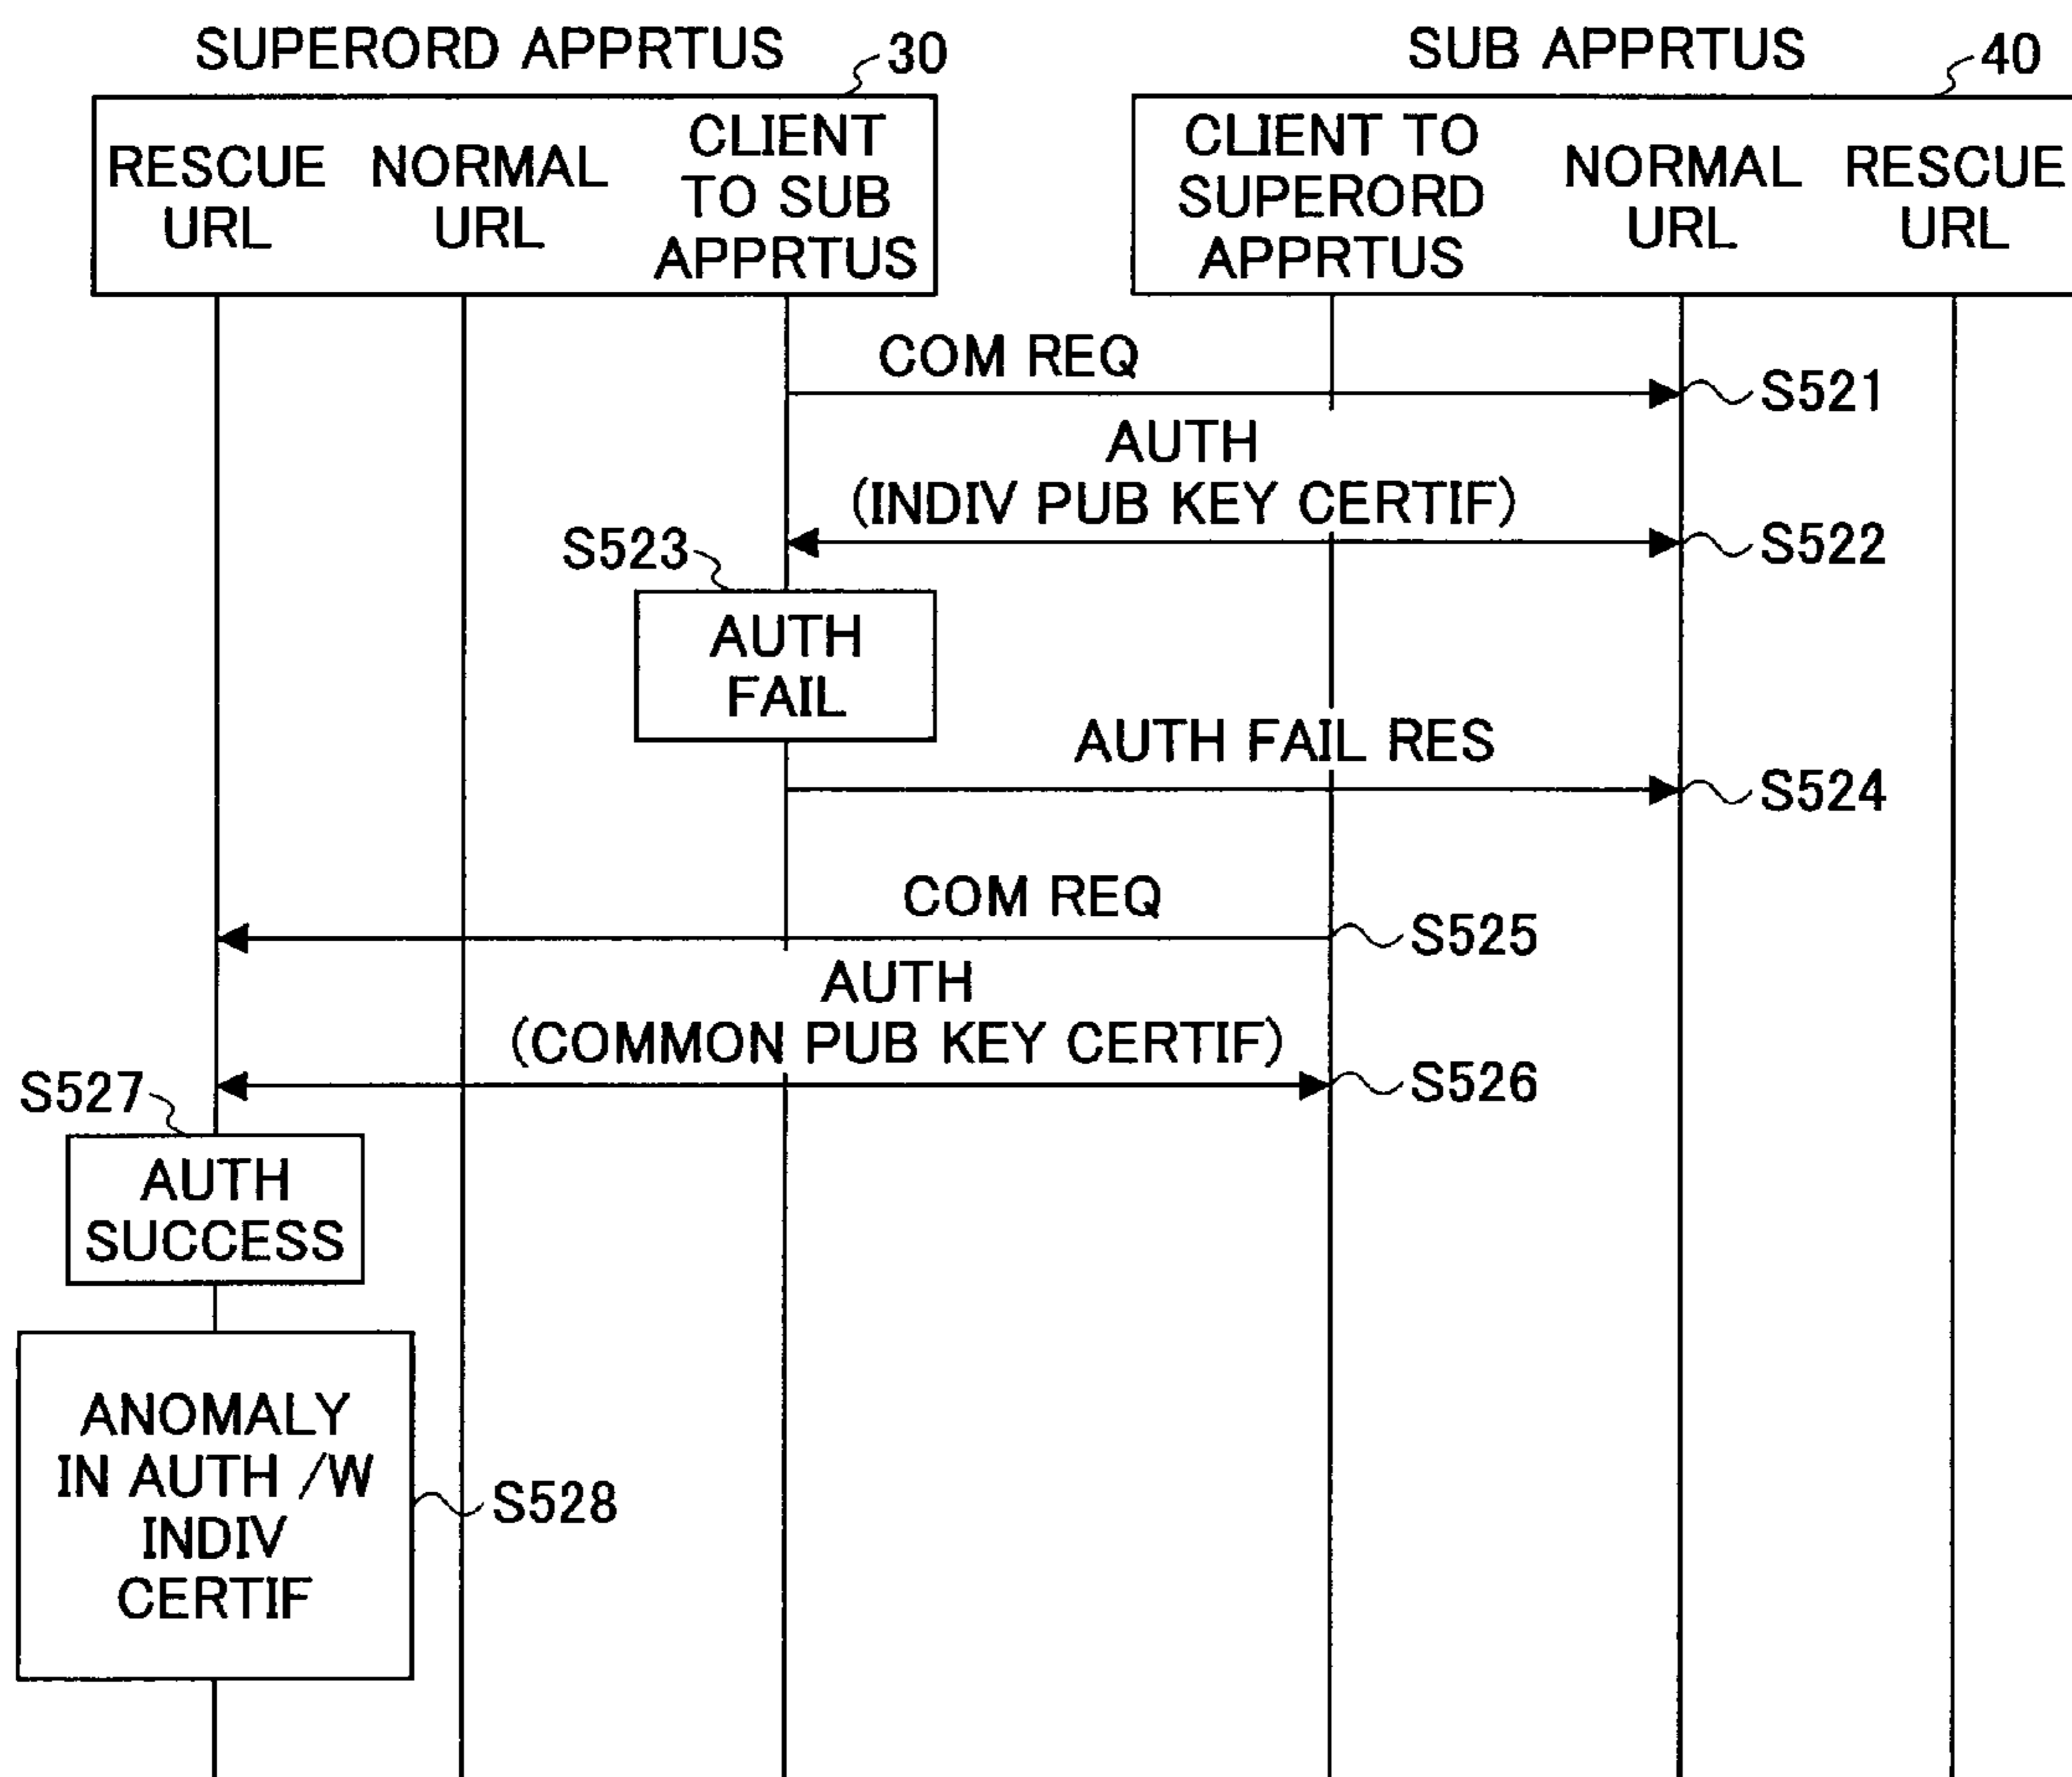 SUPERORD APPRTUS
30
SUB APPRTUS
40
RESCUE
URL
NORMAL
URL
CLIENT
TO SUB
APPRTUS
CLIENT TO
SUPERORD
APPRTUS
NORMAL
URL
RESCUE
URL
COM REQ
S521
AUTH
(INDIV PUB KEY CERTIF)
S522
S523
AUTH
FAIL
AUTH FAIL RES
S524
COM REQ
S525
AUTH
(COMMON PUB KEY CERTIF)
S526
S527
AUTH
SUCCESS
ANOMALY
IN AUTH /W
INDIV
CERTIF
S528